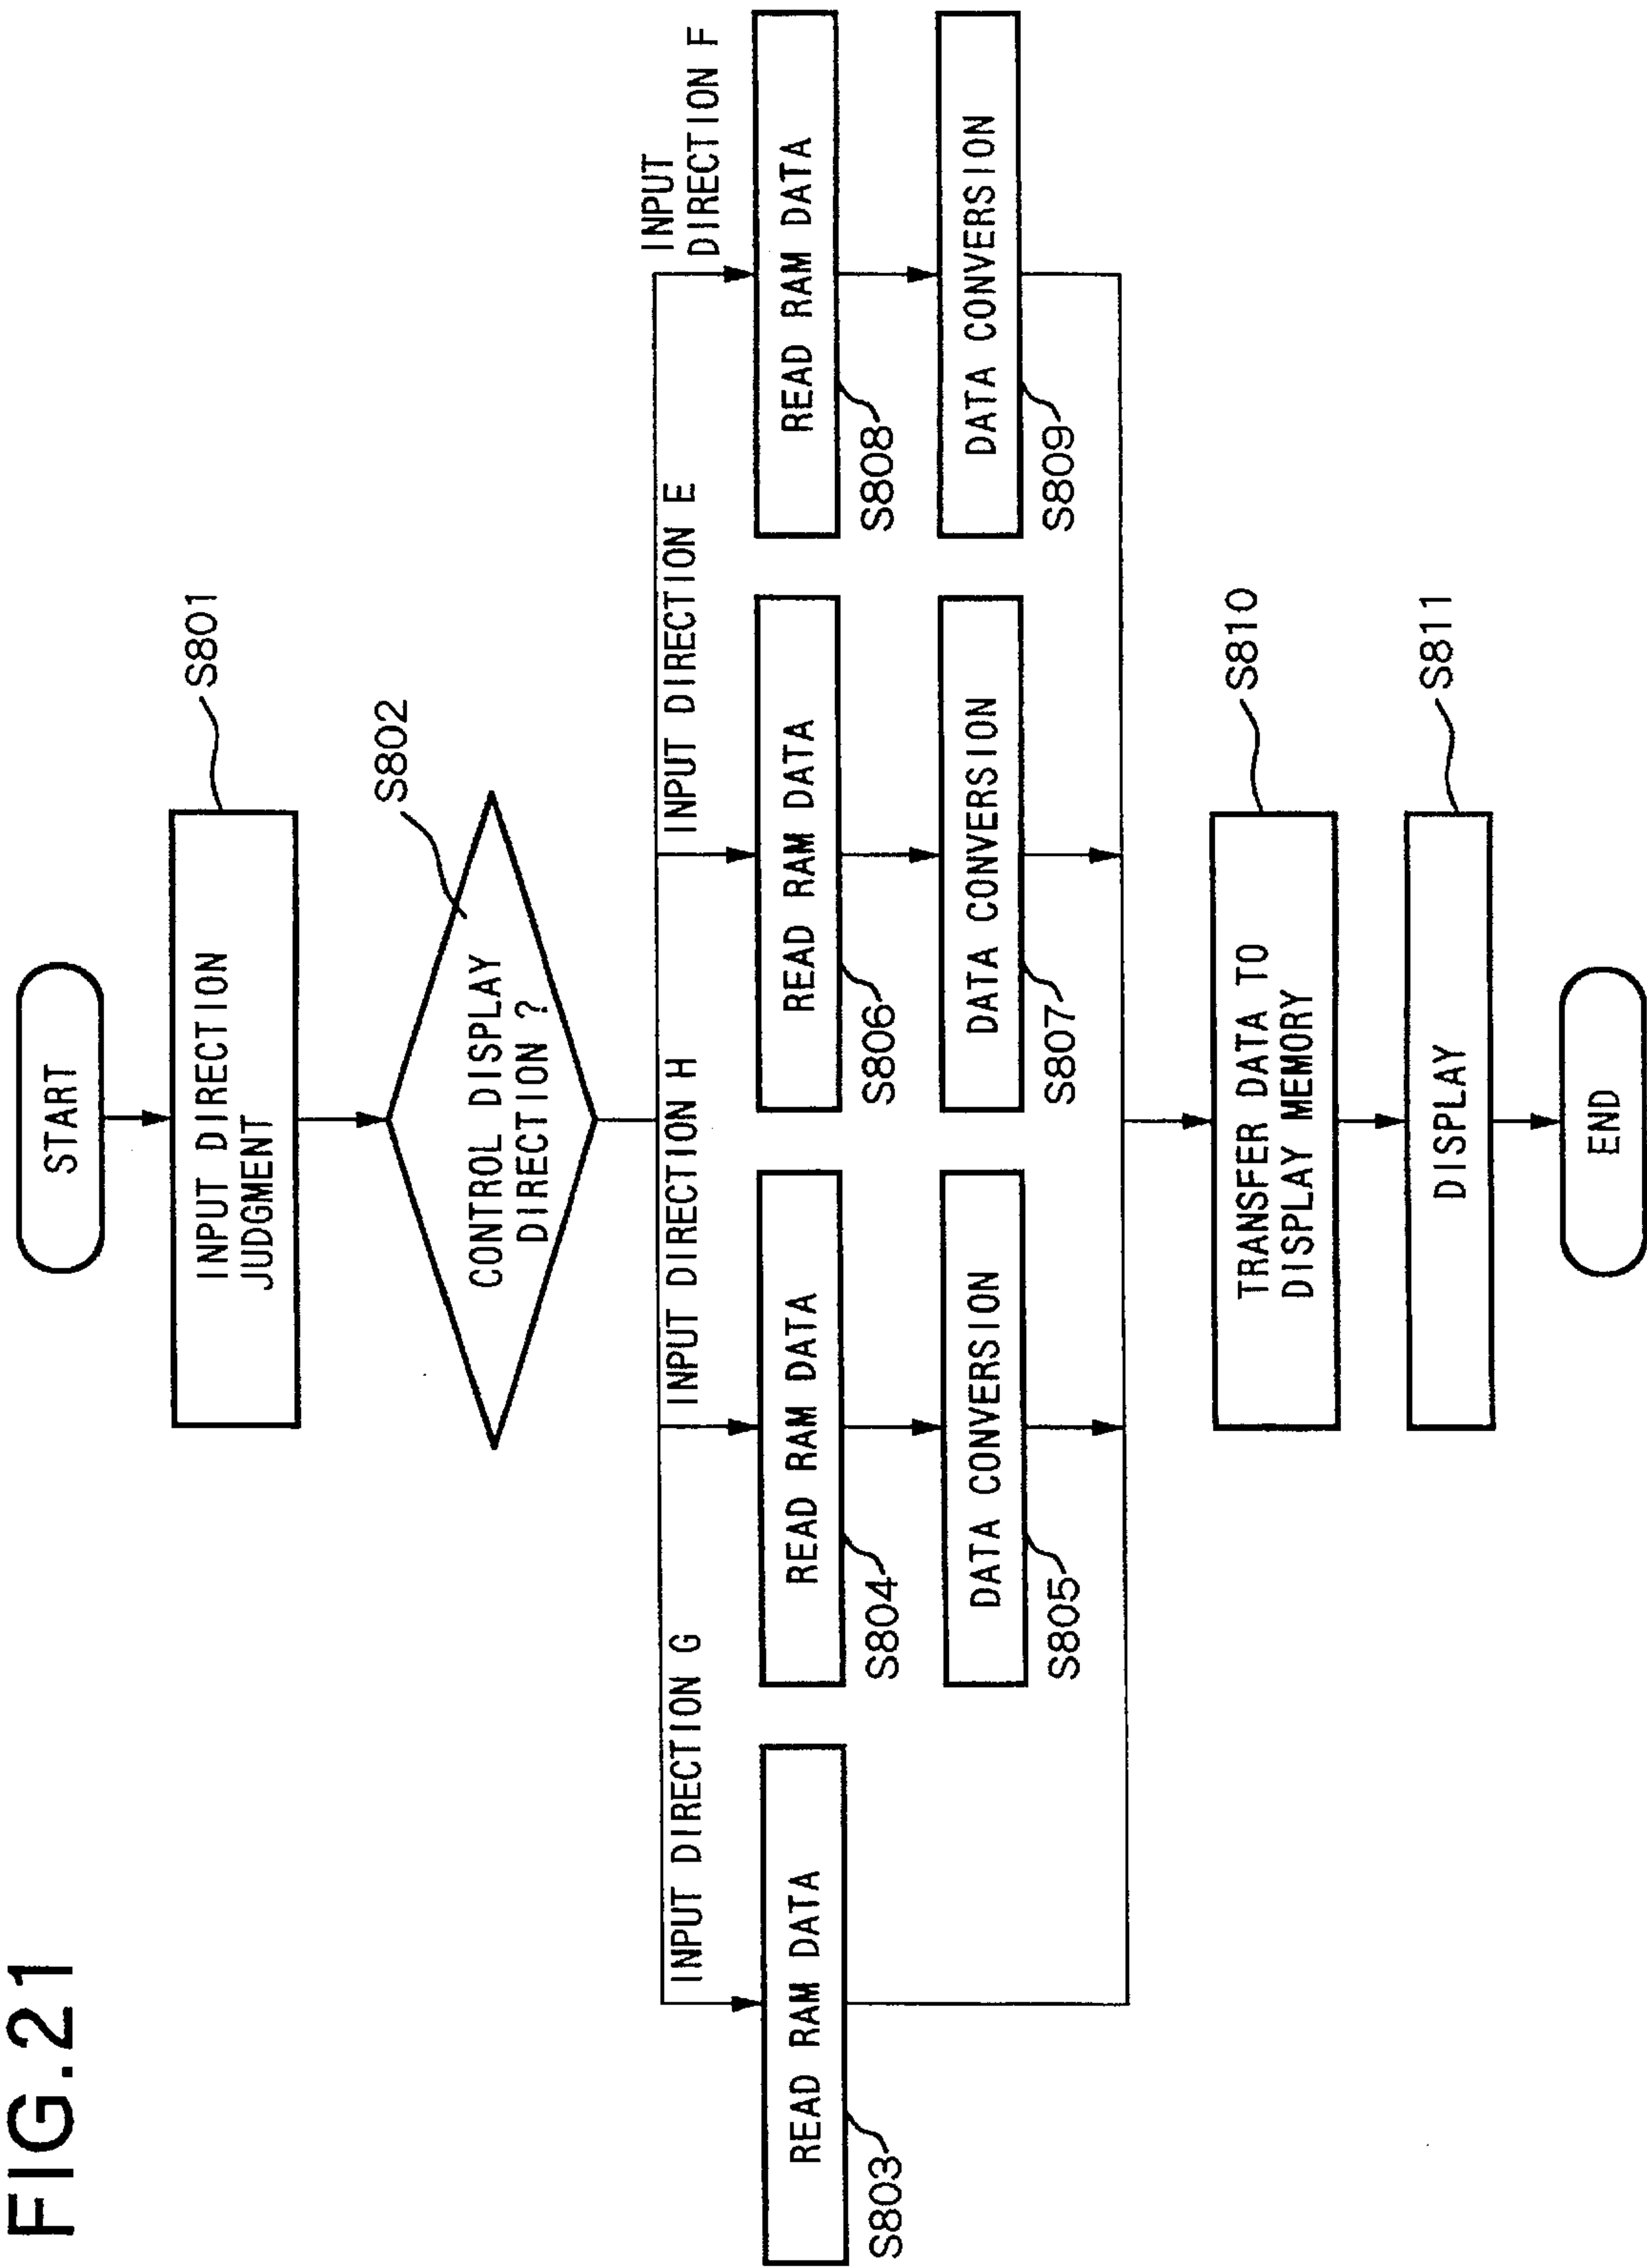 FIG.21
START
INPUT DIRECTION
JUDGMENT
S801
CONTROL DISPLAY
DIRECTION ?
S802
INPUT DIRECTION G
INPUT DIRECTION H
INPUT DIRECTION E
INPUT
DIRECTION F
READ RAM DATA
S803
READ RAM DATA
S804
READ RAM DATA
S806
READ RAM DATA
S808
DATA CONVERSION
S805
DATA CONVERSION
S807
DATA CONVERSION
S809
TRANSFER DATA TO
DISPLAY MEMORY
S810
DISPLAY
S811
END